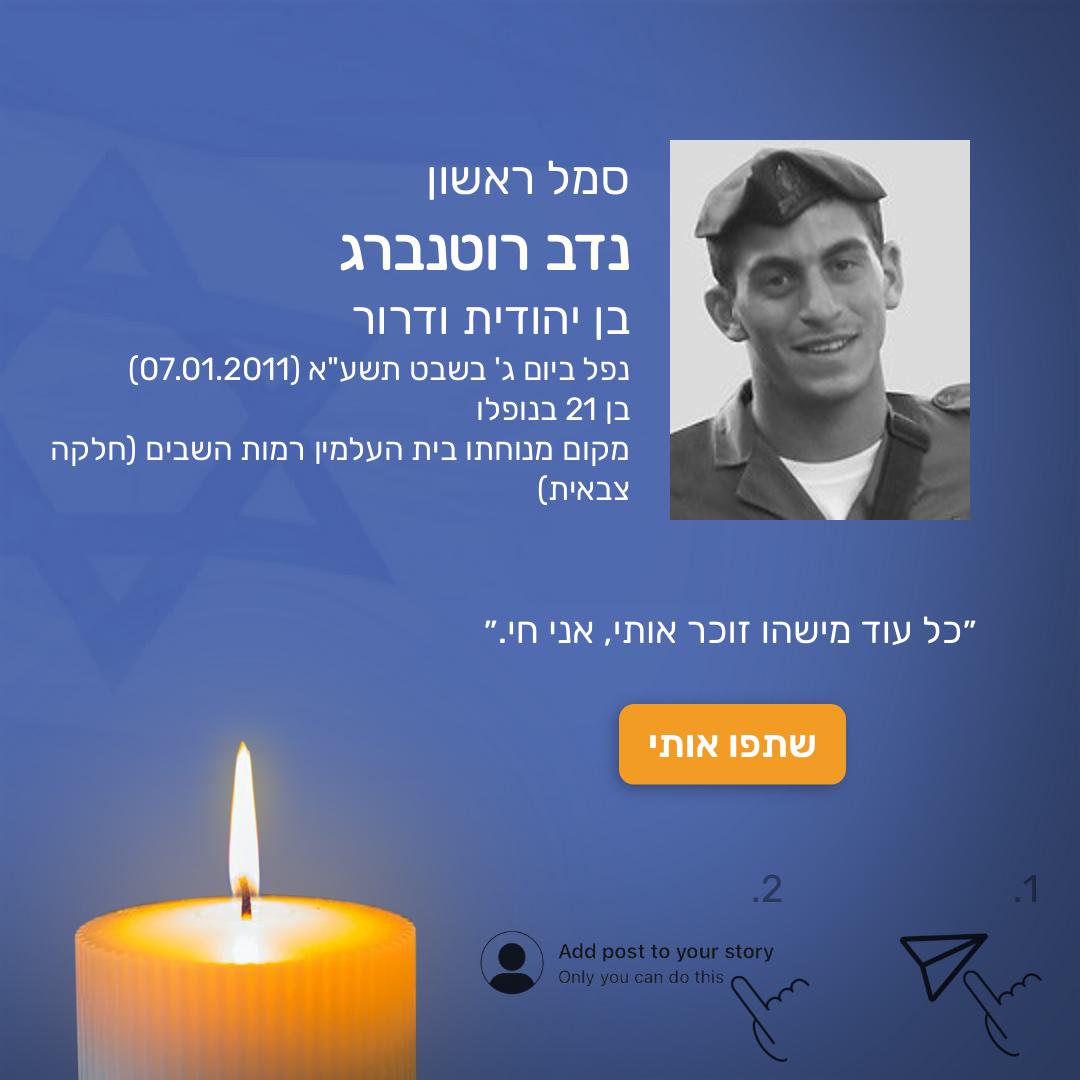 סמל ראשון
נדב רוטנברג
בן יהודית ודרור
נפל ביום ג' בשבט תשע"א (07.01.2011)
בן 21 בנופלו
מקום מנוחתו בית העלמין רמות השבים (חלקה
צבאית)
״כל עוד מישהו זוכר אותי, אני חי.״
שתפו אותי
1.
2.
Add post to your story
Only you can do this